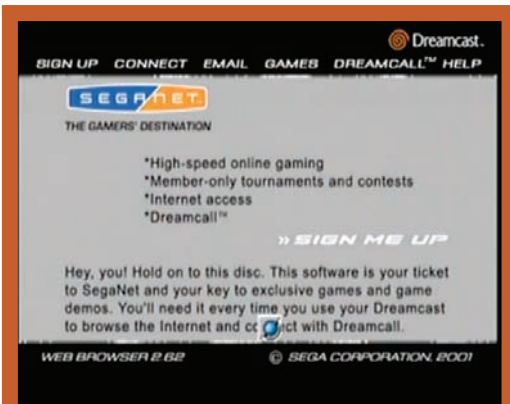 Dreamcast.
SIGN UP CONNECT EMAIL GAMES DREAMCALL™ HELP
SEGANET
THE GAMERS' DESTINATION
*High-speed online gaming
*Member-only tournaments and contests
*Internet access
*Dreamcall™
» SIGN ME UP
Hey, you! Hold on to this disc. This software is your ticket
to SegaNet and your key to exclusive games and game
demos. You'll need it every time you use your Dreamcast
to browse the Internet and connect with Dreamcall.
WEB BROWSER 2.62 © SEGA CORPORATION, 2001